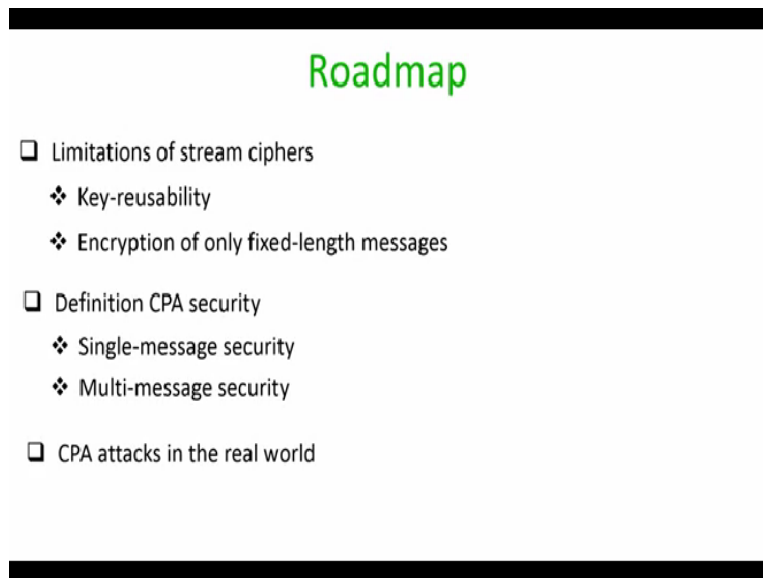 Roadmap
Limitations of stream ciphers
Key-reusability
Encryption of only fixed-length messages
Definition CPA security
Single-message security
Multi-message security
CPA attacks in the real world